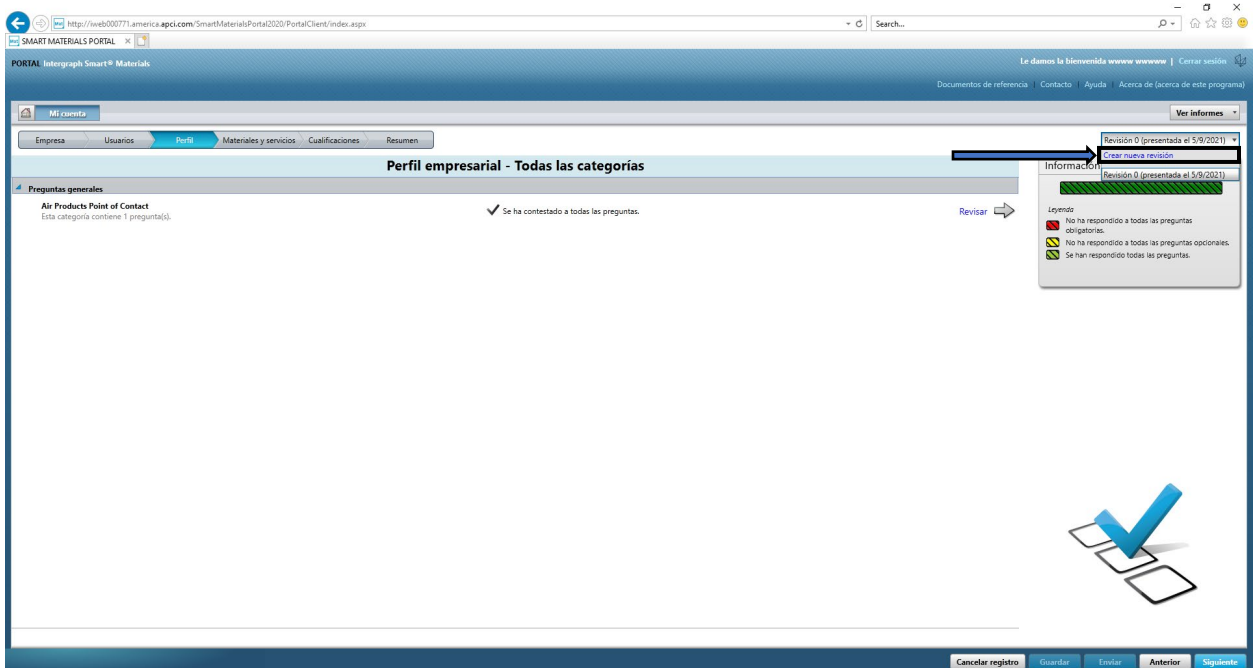 http://iweb000771.america.apci.com/SmartMaterialsPortal2020/PortalClient/index.aspx
Search...
SMART MATERIALS PORTAL
PORTAL Intergraph Smart® Materials
Le damos la bienvenida wwww wwwww | Cerrar sesión
Documentos de referencia | Contacto | Ayuda | Acerca de (acerca de este programa)
Mi cuenta
Ver informes
Empresa Usuarios Perfil Materiales y servicios Cualificaciones Resumen
Revisión 0 (presentada el 5/9/2021)
Crear nueva revisión
Revisión 0 (presentada el 5/9/2021)
Perfil empresarial - Todas las categorías
Información
Preguntas generales
Air Products Point of Contact
Esta categoría contiene 1 pregunta(s).
Se ha contestado a todas las preguntas.
Revisar
Leyenda
No ha respondido a todas las preguntas
obligatorias.
No ha respondido a todas las preguntas opcionales.
Se han respondido todas las preguntas.
Cancelar registro Guardar Enviar Anterior Siguiente